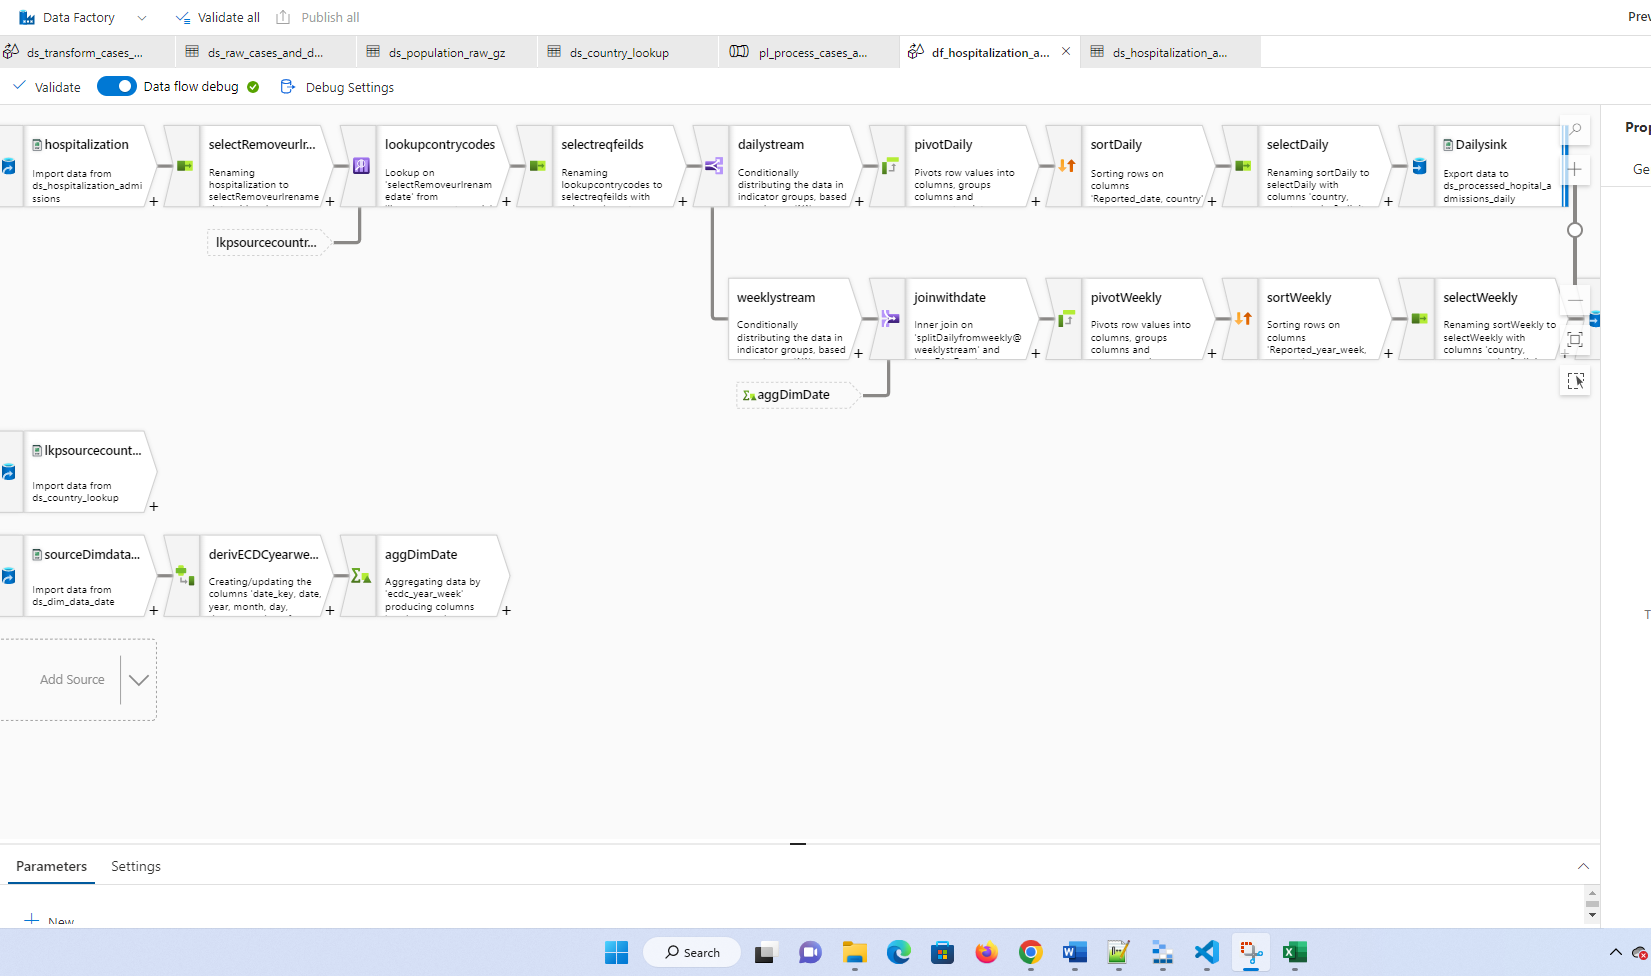 Data Factory
Validate all
Publish all
Prev
ds_transform_cases_...
ds_raw_cases_and_d...
ds_population_raw_gz
ds_country_lookup
pl_process_cases_a...
df_hospitalization_a...
ds_hospitalization_a...
Validate
Data flow debug
Debug Settings
Prop
Ge
hospitalization
Import data from
ds_hospitalization_admi
ssions
selectRemoveurlr...
Renaming
hospitalization to
selectRemoveurlrename
lookupcontrycodes
Lookup on
'selectRemoveurlrenam
edate' from
selectreqfeilds
Renaming
lookupcontrycodes to
selectreqfeilds with
dailystream
Conditionally
distributing the data in
indicator groups, based
pivotDaily
Pivots row values into
columns, groups
columns and
sortDaily
Sorting rows on
columns
'Reported_date, country'
selectDaily
Renaming sortDaily to
selectDaily with
columns 'country,
Dailysink
Export data to
ds_processed_hopital_a
dmissions_daily
lkpsourcecountr...
weeklystream
Conditionally
distributing the data in
indicator groups, based
joinwithdate
Inner join on
'splitDailyfromweekly@
weeklystream' and
pivotWeekly
Pivots row values into
columns, groups
columns and
sortWeekly
Sorting rows on
columns
'Reported_year_week,
selectWeekly
Renaming sortWeekly to
selectWeekly with
columns 'country,
aggDimDate
lkpsourcecount...
Import data from
ds_country_lookup
sourceDimdata...
Import data from
ds_dim_data_date
derivECDCyearwe...
Creating/updating the
columns 'date_key, date,
year, month, day,
aggDimDate
Aggregating data by
'ecdc_year_week'
producing columns
T
Add Source
Parameters
Settings
New
Search